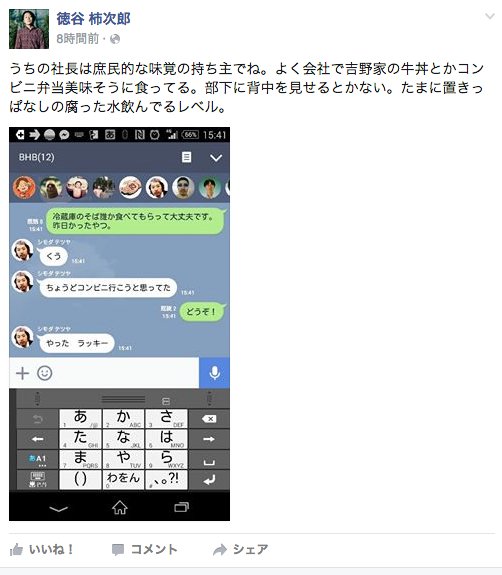 徳谷 柿次郎
8時間前・
うちの社長は庶民的な味覚の持ち主でね。よく会社で吉野家の牛丼とかコン
ビニ弁当美味そうに食ってる。部下に背中を見せるとかない。たまに置きっ
ぱなしの腐った水飲んでるレベル。
66% 15:41
BHB(12)
冷蔵庫のそば誰か食べてもらって大丈夫です。
昨日かったやつ。
既読 8
15:41
シモダ テツヤ
くう
15:41
ちょうどコンビニ行こうと思ってた
15:41
どうぞ！
既読 2
15:41
シモダ テツヤ
やった　ラッキー
15:41
あ か さ
1 ./@ 2 ABC 3 DEF
た な は
4 GHI 5 JKL 6 MNO
あA1 ま や ら
7 PQRS 8 TUV 9 WXYZ
() わをん 、。?!
いいね！ コメント シェア